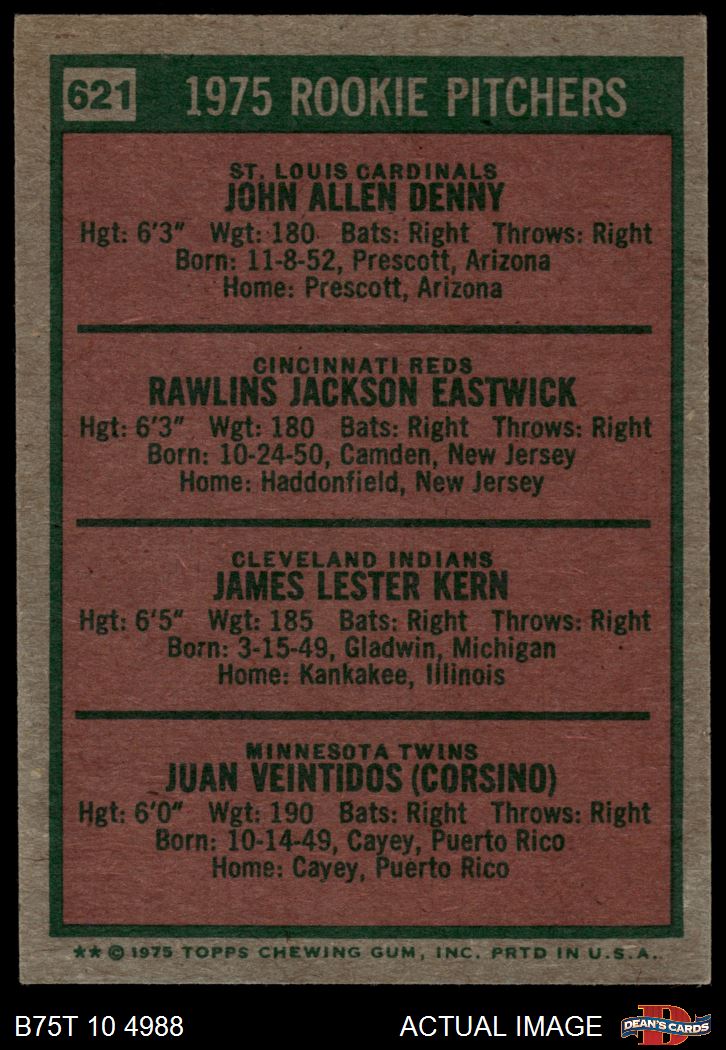 621 1975 ROOKIE PITCHERS
ST. LOUIS CARDINALS
JOHN ALLEN DENNY
Hgt: 6'3" Wgt: 180 Bats: Right Throws: Right
Born: 11-8-52, Prescott, Arizona
Home: Prescott, Arizona
CINCINNATI REDS
RAWLINS JACKSON EASTWICK
Hgt: 6'3" Wgt: 180 Bats: Right Throws: Right
Born: 10-24-50, Camden, New Jersey
Home: Haddonfield, New Jersey
CLEVELAND INDIANS
JAMES LESTER KERN
Hgt: 6'5" Wgt: 185 Bats: Right Throws: Right
Born: 3-15-49, Gladwin, Michigan
Home: Kankakee, Illinois
MINNESOTA TWINS
JUAN VEINTIDOS (CORSINO)
Hgt: 6'0" Wgt: 190 Bats: Right Throws: Right
Born: 10-14-49, Cayey, Puerto Rico
Home: Cayey, Puerto Rico
** © 1975 TOPPS CHEWING GUM, INC. PRTD IN U.S.A.
B75T 10 4988 ACTUAL IMAGE DEAN'S CARDS